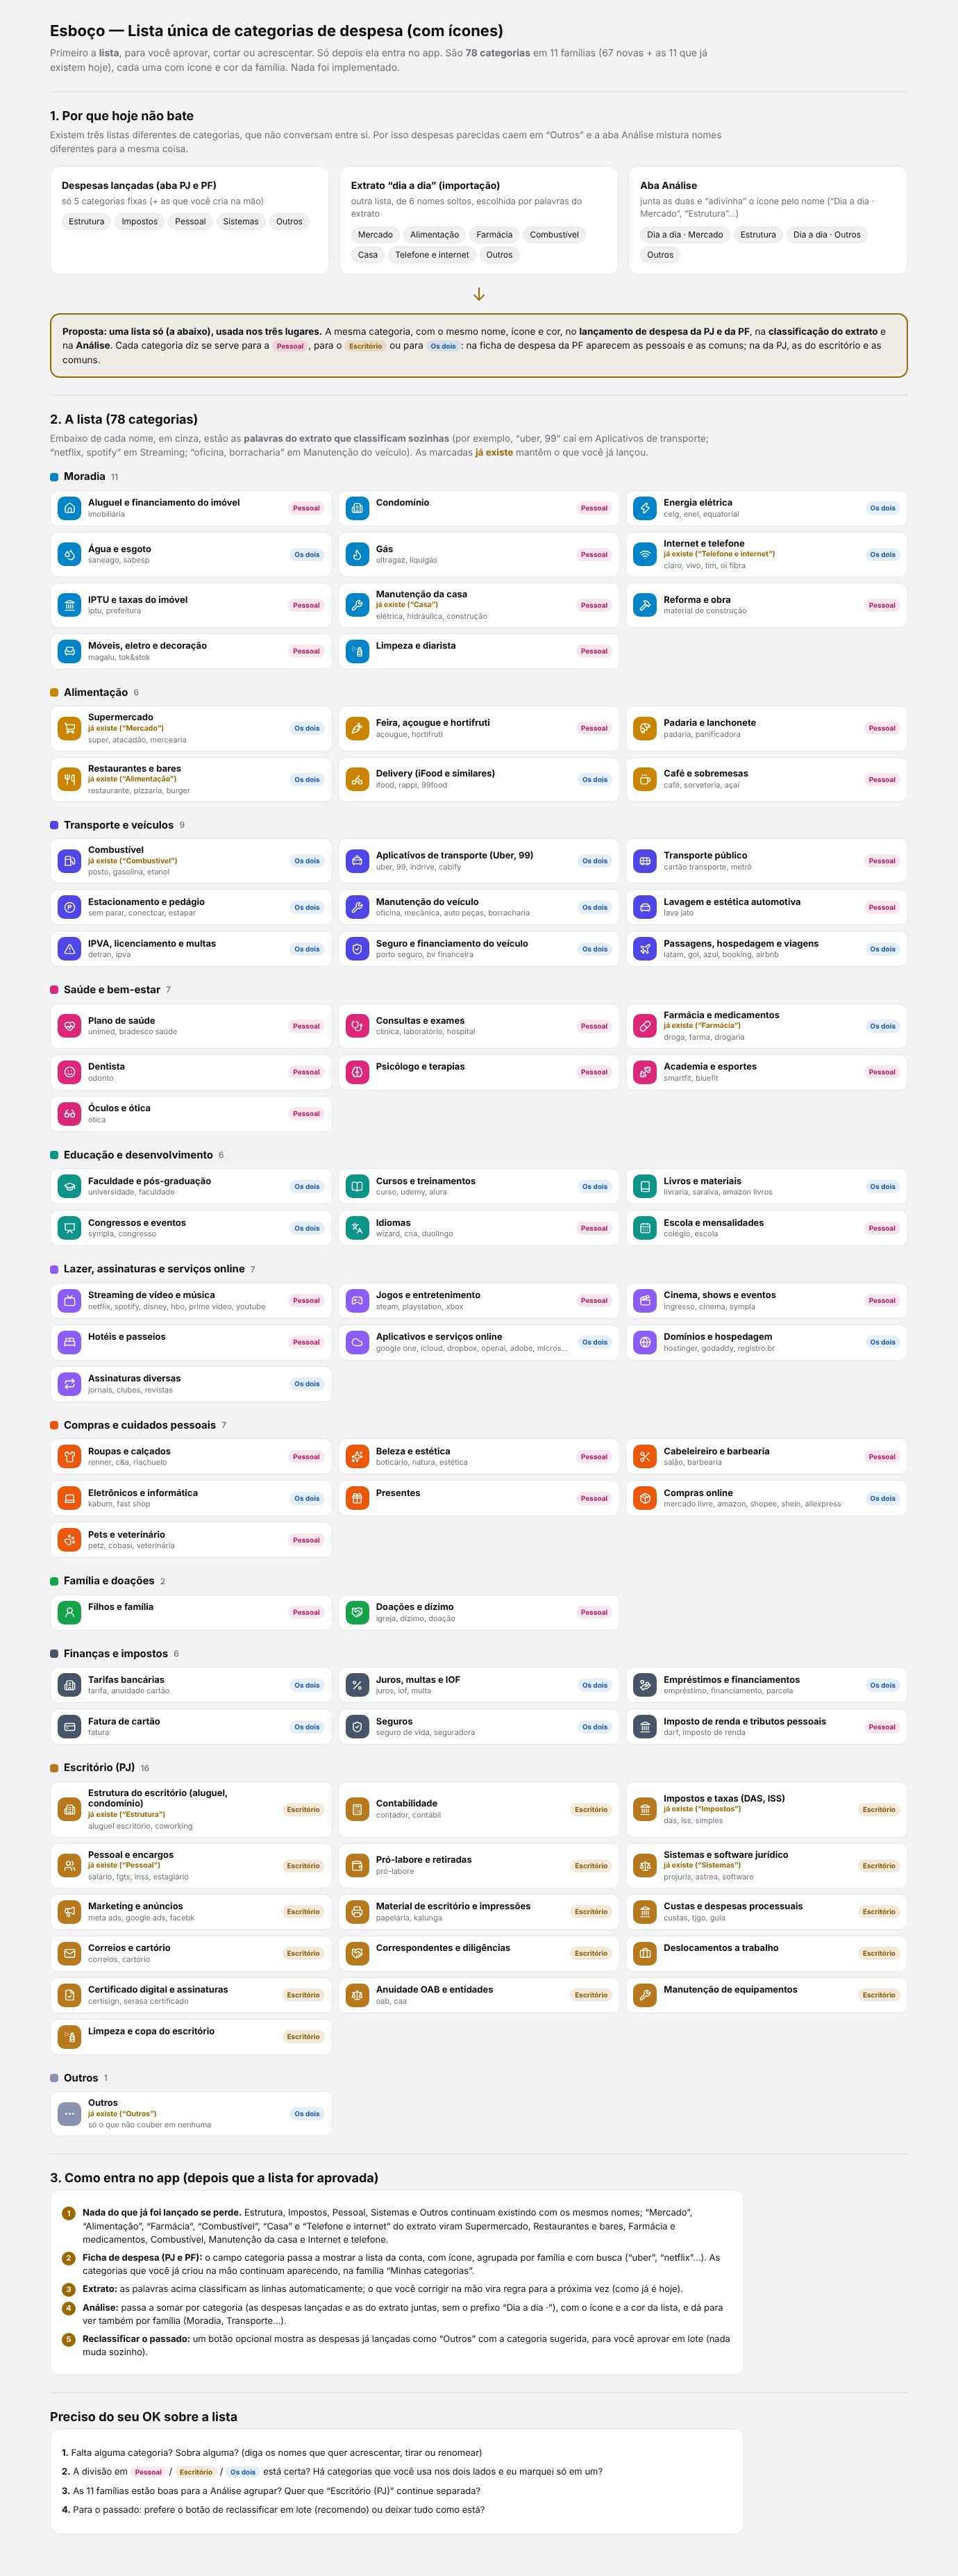 Esboço — Lista única de categorias de despesa (com ícones)
Primeiro a lista, para você aprovar, cortar ou acrescentar. Só depois ela entra no app. São 78 categorias em 11 famílias (67 novas + as 11 que já
existem hoje), cada uma com ícone e cor da família. Nada foi implementado.
1. Por que hoje não bate
Existem três listas diferentes de categorias, que não conversam entre si. Por isso despesas parecidas caem em “Outros” e a aba Análise mistura nomes
diferentes para a mesma coisa.
Despesas lançadas (aba PJ e PF)
só 5 categorias fixas (+ as que você cria na mão)
Estrutura Impostos Pessoal Sistemas Outros
Extrato “dia a dia” (importação)
outra lista, de 6 nomes soltos, escolhida por palavras do
extrato
Mercado Alimentação Farmácia Combustível
Casa Telefone e internet Outros
Aba Análise
junta as duas e “adivinha” o ícone pelo nome (“Dia a dia ·
Mercado”, “Estrutura”...)
Dia a dia · Mercado Estrutura Dia a dia · Outros
Outros
Proposta: uma lista só (a abaixo), usada nos três lugares. A mesma categoria, com o mesmo nome, ícone e cor, no lançamento de despesa da PJ e da PF, na classificação do extrato e
na Análise. Cada categoria diz se serve para a Pessoal, para o Escritório ou para Os dois: na ficha de despesa da PF aparecem as pessoais e as comuns; na da PJ, as do escritório e as
comuns.
2. A lista (78 categorias)
Embaixo de cada nome, em cinza, estão as palavras do extrato que classificam sozinhas (por exemplo, “uber, 99” cai em Aplicativos de transporte;
“netflix, spotify” em Streaming; “oficina, borracharia” em Manutenção do veículo). As marcadas já existe mantêm o que você já lançou.
Moradia 11
Aluguel e financiamento do imóvel
imobiliária
Pessoal
Condomínio
Pessoal
Energia elétrica
celg, enel, equatorial
Os dois
Água e esgoto
saneago, sabesp
Os dois
Gás
ultragaz, liquigás
Pessoal
Internet e telefone
já existe (“Telefone e internet”)
claro, vivo, tim, oi fibra
Os dois
IPTU e taxas do imóvel
iptu, prefeitura
Pessoal
Manutenção da casa
já existe (“Casa”)
elétrica, hidráulica, construção
Pessoal
Reforma e obra
material de construção
Pessoal
Móveis, eletro e decoração
magalu, tok&stok
Pessoal
Limpeza e diarista
Pessoal
Alimentação 6
Supermercado
já existe (“Mercado”)
super, atacadão, mercearia
Os dois
Feira, açougue e hortifruti
açougue, hortifruti
Pessoal
Padaria e lanchonete
padaria, panificadora
Pessoal
Restaurantes e bares
já existe (“Alimentação”)
restaurante, pizzaria, burger
Os dois
Delivery (iFood e similares)
ifood, rappi, 99food
Os dois
Café e sobremesas
café, sorveteria, açaí
Pessoal
Transporte e veículos 9
Combustível
já existe (“Combustível”)
posto, gasolina, etanol
Os dois
Aplicativos de transporte (Uber, 99)
uber, 99, indrive, cabify
Os dois
Transporte público
cartão transporte, metrô
Pessoal
Estacionamento e pedágio
sem parar, conectcar, estapar
Os dois
Manutenção do veículo
oficina, mecânica, auto peças, borracharia
Os dois
Lavagem e estética automotiva
lava jato
Pessoal
IPVA, licenciamento e multas
detran, ipva
Os dois
Seguro e financiamento do veículo
porto seguro, bv financeira
Os dois
Passagens, hospedagem e viagens
latam, gol, azul, booking, airbnb
Os dois
Saúde e bem-estar 7
Plano de saúde
unimed, bradesco saúde
Pessoal
Consultas e exames
clínica, laboratório, hospital
Pessoal
Farmácia e medicamentos
já existe (“Farmácia”)
droga, farma, drogaria
Os dois
Dentista
odonto
Pessoal
Psicólogo e terapias
Pessoal
Academia e esportes
smartfit, bluefit
Pessoal
Óculos e ótica
ótica
Pessoal
Educação e desenvolvimento 6
Faculdade e pós-graduação
universidade, faculdade
Os dois
Cursos e treinamentos
curso, udemy, alura
Os dois
Livros e materiais
livraria, saraiva, amazon livros
Os dois
Congressos e eventos
sympla, congresso
Os dois
Idiomas
wizard, cna, duolingo
Pessoal
Escola e mensalidades
colégio, escola
Pessoal
Lazer, assinaturas e serviços online 7
Streaming de vídeo e música
netflix, spotify, disney, hbo, prime video, youtube
Pessoal
Jogos e entretenimento
steam, playstation, xbox
Pessoal
Cinema, shows e eventos
ingresso, cinema, sympla
Pessoal
Hotéis e passeios
Pessoal
Aplicativos e serviços online
google one, icloud, dropbox, openai, adobe, micros...
Os dois
Domínios e hospedagem
hostinger, godaddy, registro.br
Os dois
Assinaturas diversas
jornais, clubes, revistas
Os dois
Compras e cuidados pessoais 7
Roupas e calçados
renner, c&a, riachuelo
Pessoal
Beleza e estética
boticário, natura, estética
Pessoal
Cabeleireiro e barbearia
salão, barbearia
Pessoal
Eletrônicos e informática
kabum, fast shop
Os dois
Presentes
Pessoal
Compras online
mercado livre, amazon, shopee, shein, aliexpress
Os dois
Pets e veterinário
petz, cobasi, veterinária
Pessoal
Família e doações 2
Filhos e família
Pessoal
Doações e dízimo
igreja, dízimo, doação
Pessoal
Finanças e impostos 6
Tarifas bancárias
tarifa, anuidade cartão
Os dois
Juros, multas e IOF
juros, iof, multa
Os dois
Empréstimos e financiamentos
empréstimo, financiamento, parcela
Os dois
Fatura de cartão
fatura
Os dois
Seguros
seguro de vida, seguradora
Os dois
Imposto de renda e tributos pessoais
darf, imposto de renda
Pessoal
Escritório (PJ) 16
Estrutura do escritório (aluguel,
condomínio)
já existe (“Estrutura”)
aluguel escritório, coworking
Escritório
Contabilidade
contador, contábil
Escritório
Impostos e taxas (DAS, ISS)
já existe (“Impostos”)
das, iss, simples
Escritório
Pessoal e encargos
já existe (“Pessoal”)
salário, fgts, inss, estagiário
Escritório
Pró-labore e retiradas
pró-labore
Escritório
Sistemas e software jurídico
já existe (“Sistemas”)
projuris, astrea, software
Escritório
Marketing e anúncios
meta ads, google ads, facebk
Escritório
Material de escritório e impressões
papelaria, kalunga
Escritório
Custas e despesas processuais
custas, tjgo, guia
Escritório
Correios e cartório
correios, cartório
Escritório
Correspondentes e diligências
Escritório
Deslocamentos a trabalho
Escritório
Certificado digital e assinaturas
certisign, serasa certificado
Escritório
Anuidade OAB e entidades
oab, caa
Escritório
Manutenção de equipamentos
Escritório
Limpeza e copa do escritório
Escritório
Outros 1
Outros
já existe (“Outros”)
só o que não couber em nenhuma
Os dois
3. Como entra no app (depois que a lista for aprovada)
1 Nada do que já foi lançado se perde. Estrutura, Impostos, Pessoal, Sistemas e Outros continuam existindo com os mesmos nomes; “Mercado”,
“Alimentação”, “Farmácia”, “Combustível”, “Casa” e “Telefone e internet” do extrato viram Supermercado, Restaurantes e bares, Farmácia e
medicamentos, Combustível, Manutenção da casa e Internet e telefone.
2 Ficha de despesa (PJ e PF): o campo categoria passa a mostrar a lista da conta, com ícone, agrupada por família e com busca (“uber”, “netflix”...). As
categorias que você já criou na mão continuam aparecendo, na família “Minhas categorias”.
3 Extrato: as palavras acima classificam as linhas automaticamente; o que você corrigir na mão vira regra para a próxima vez (como já é hoje).
4 Análise: passa a somar por categoria (as despesas lançadas e as do extrato juntas, sem o prefixo “Dia a dia ·”), com o ícone e a cor da lista, e dá para
ver também por família (Moradia, Transporte...).
5 Reclassificar o passado: um botão opcional mostra as despesas já lançadas como “Outros” com a categoria sugerida, para você aprovar em lote (nada
muda sozinho).
Preciso do seu OK sobre a lista
1. Falta alguma categoria? Sobra alguma? (diga os nomes que quer acrescentar, tirar ou renomear)
2. A divisão em Pessoal / Escritório / Os dois está certa? Há categorias que você usa nos dois lados e eu marquei só em um?
3. As 11 famílias estão boas para a Análise agrupar? Quer que “Escritório (PJ)” continue separada?
4. Para o passado: prefere o botão de reclassificar em lote (recomendo) ou deixar tudo como está?